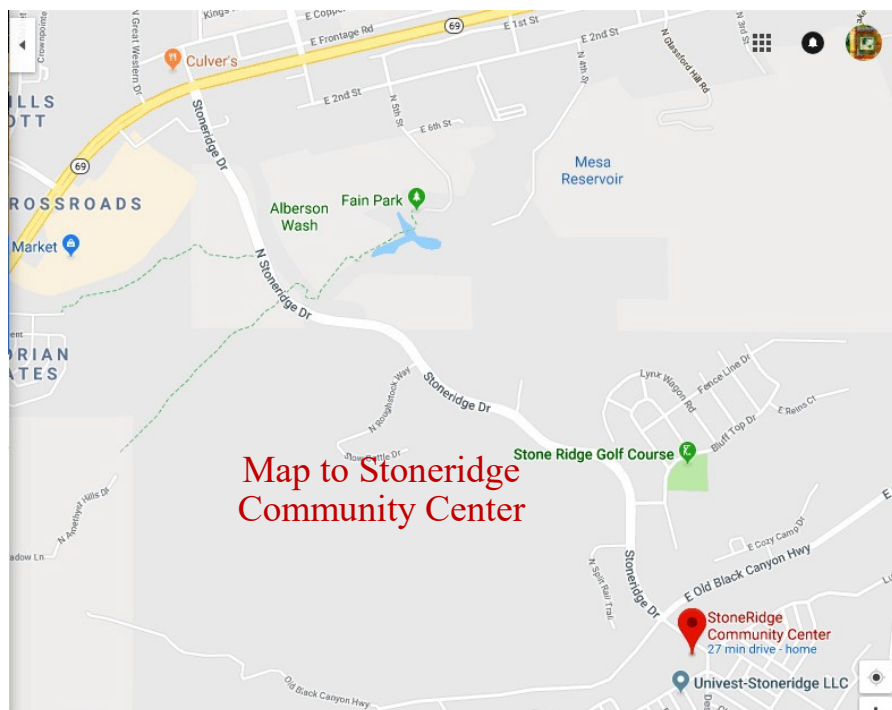 Crownpointe
N Great Western Dr
Kings
E Copper
E Frontage Rd
69
E 1st St
N 3rd St
E 2nd St
N 4th St
N Glassford Hill Rd
Culver's
ILLS
OTT
E 2nd St
N 5th St
E 6th St
Stoneridge Dr
69
Mesa
Reservoir
ROSSROADS
Fain Park
Alberson
Wash
Market
N Stoneridge Dr
ent
ORIAN
ATES
Lynx Wagon Rd
Fence Line Dr
N Roughstock Way
Stoneridge Dr
E Reins Ct
Bluff Top Dr
Stone Ridge Golf Course
Map to Stoneridge
Community Center
N Amethyst Hills Dr
E
E Cozy Camp Dr
adow Ln
N Split Rail Trail
Stoneridge Dr
E Old Black Canyon Hwy
StoneRidge
Community Center
27 min drive - home
Univest-Stoneridge LLC
Old Black Canyon Hwy